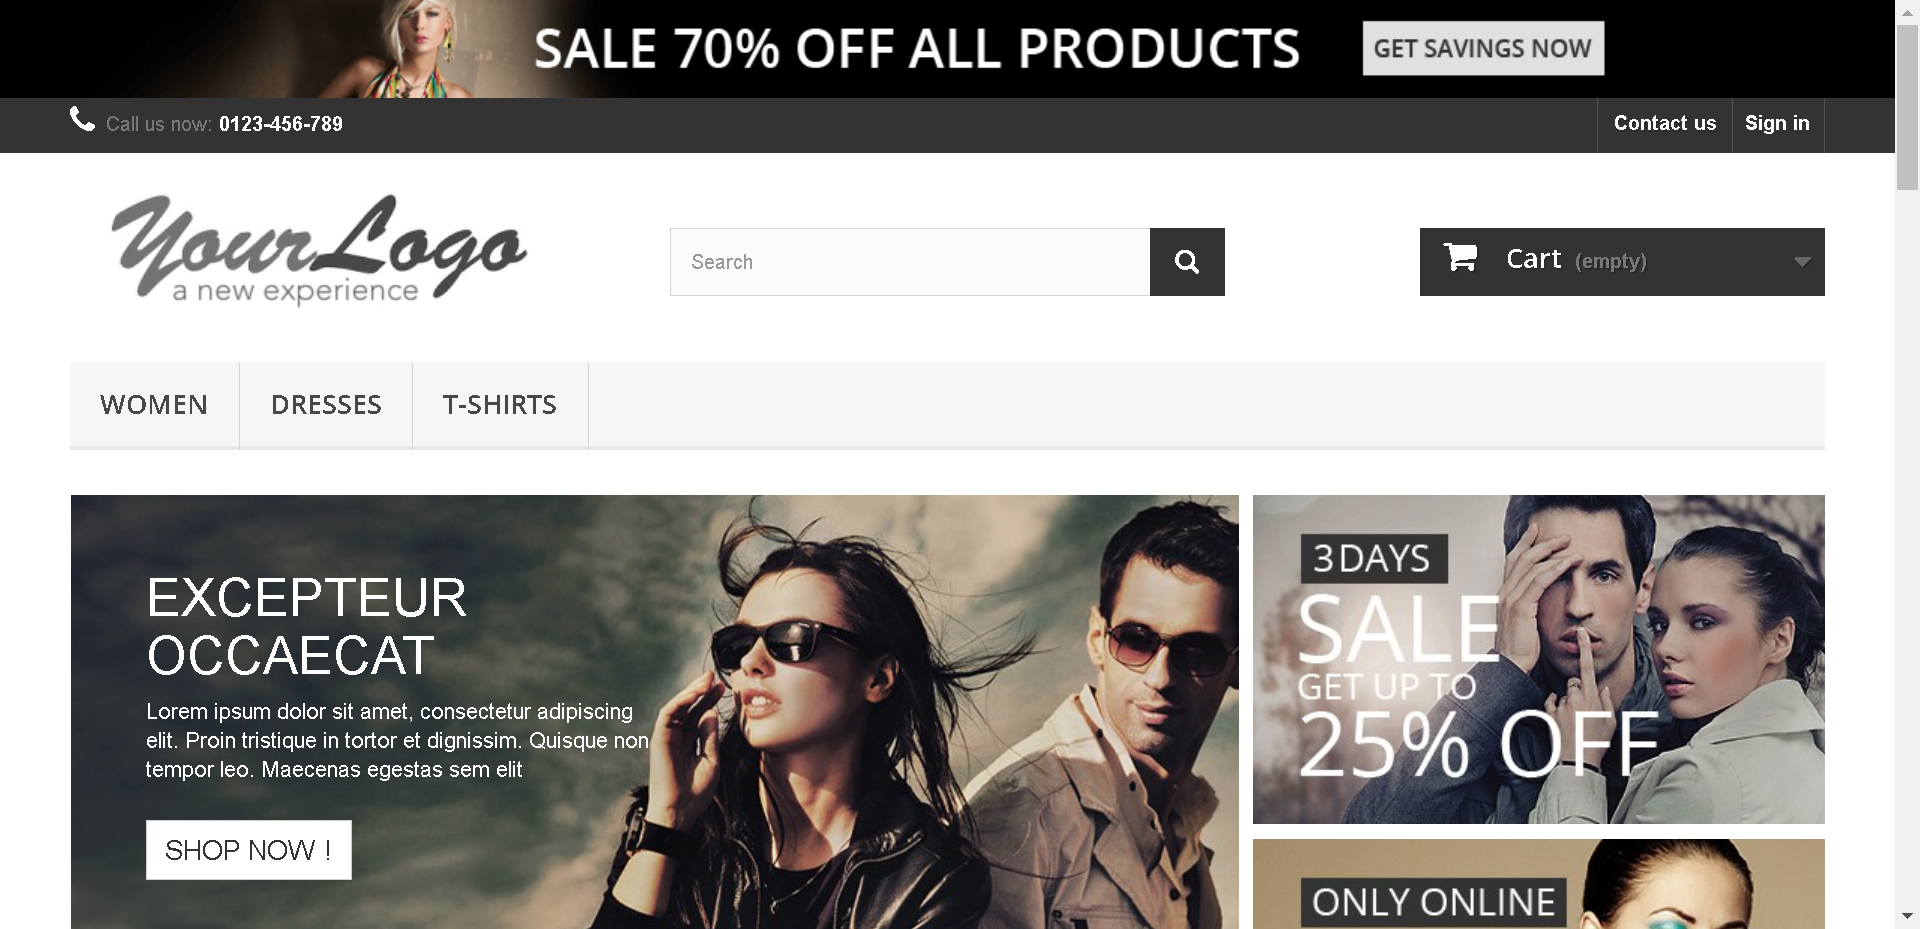 SALE 70% OFF ALL PRODUCTS
GET SAVINGS NOW
Call us now: 0123-456-789
Contact us
Sign in
YourLogo
a new experience
Search
Cart (empty)
WOMEN
DRESSES
T-SHIRTS
EXCEPTEUR
OCCAECAT
Lorem ipsum dolor sit amet, consectetur adipiscing
elit. Proin tristique in tortor et dignissim. Quisque non
tempor leo. Maecenas egestas sem elit
SHOP NOW !
3 DAYS
SALE
GET UP TO
25% OFF
ONLY ONLINE